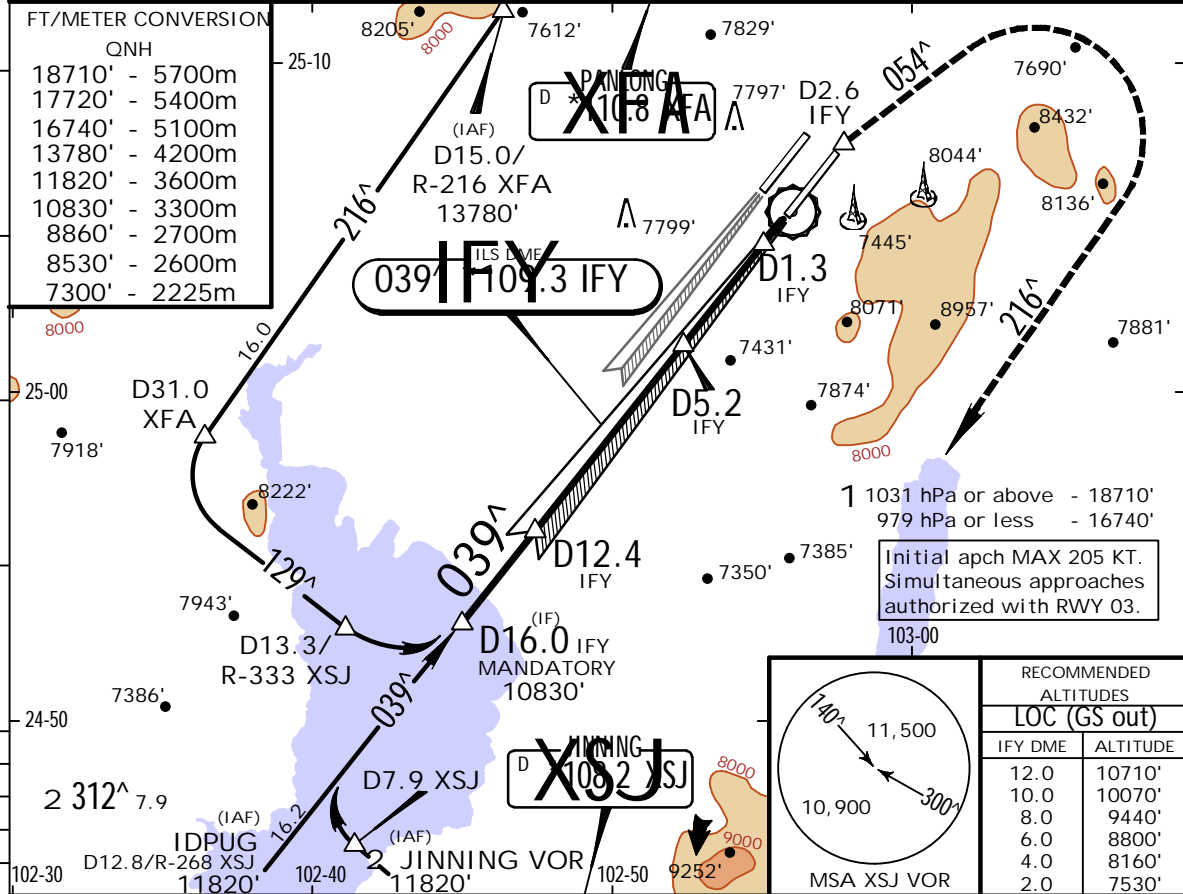 FT/METER CONVERSION
QNH
18710' - 5700m
17720' - 5400m
16740' - 5100m
13780' - 4200m
11820' - 3600m
10830' - 3300m
8860' - 2700m
8530' - 2600m
7300' - 2225m
8205'
8000
7612'
7829'
25-10
PANLONG
D
*110.8 XFA
XFA
7797'
D2.6
IFY
054^
7690'
8432'
8136'
8044'
7445'
(IAF)
D15.0/
R-216 XFA
13780'
216^
16.0
7799'
ILS DME
039^ 109.3 IFY
IFY
D1.3
IFY
8071'
8957'
216^
7881'
7431'
7874'
8000
D5.2
IFY
8000
D31.0
XFA
25-00
7918'
8222'
129^
039^
D12.4
IFY
7385'
7350'
1 1031 hPa or above - 18710'
979 hPa or less - 16740'
Initial apch MAX 205 KT.
Simultaneous approaches
authorized with RWY 03.
103-00
7943'
D13.3/
R-333 XSJ
(IF)
D16.0 IFY
MANDATORY
10830'
7386'
24-50
039^
16.2
JINNING
D
108.2 XSJ
XSJ
D7.9 XSJ
2 312^ 7.9
(IAF)
IDPUG
D12.8/R-268 XSJ
11820'
(IAF)
2 JINNING VOR
11820'
8000
9000
9252'
102-30
102-40
102-50
140^
11,500
10,900
300^
MSA XSJ VOR
RECOMMENDED
ALTITUDES
LOC (GS out)
IFY DME ALTITUDE
12.0 10710'
10.0 10070'
8.0 9440'
6.0 8800'
4.0 8160'
2.0 7530'